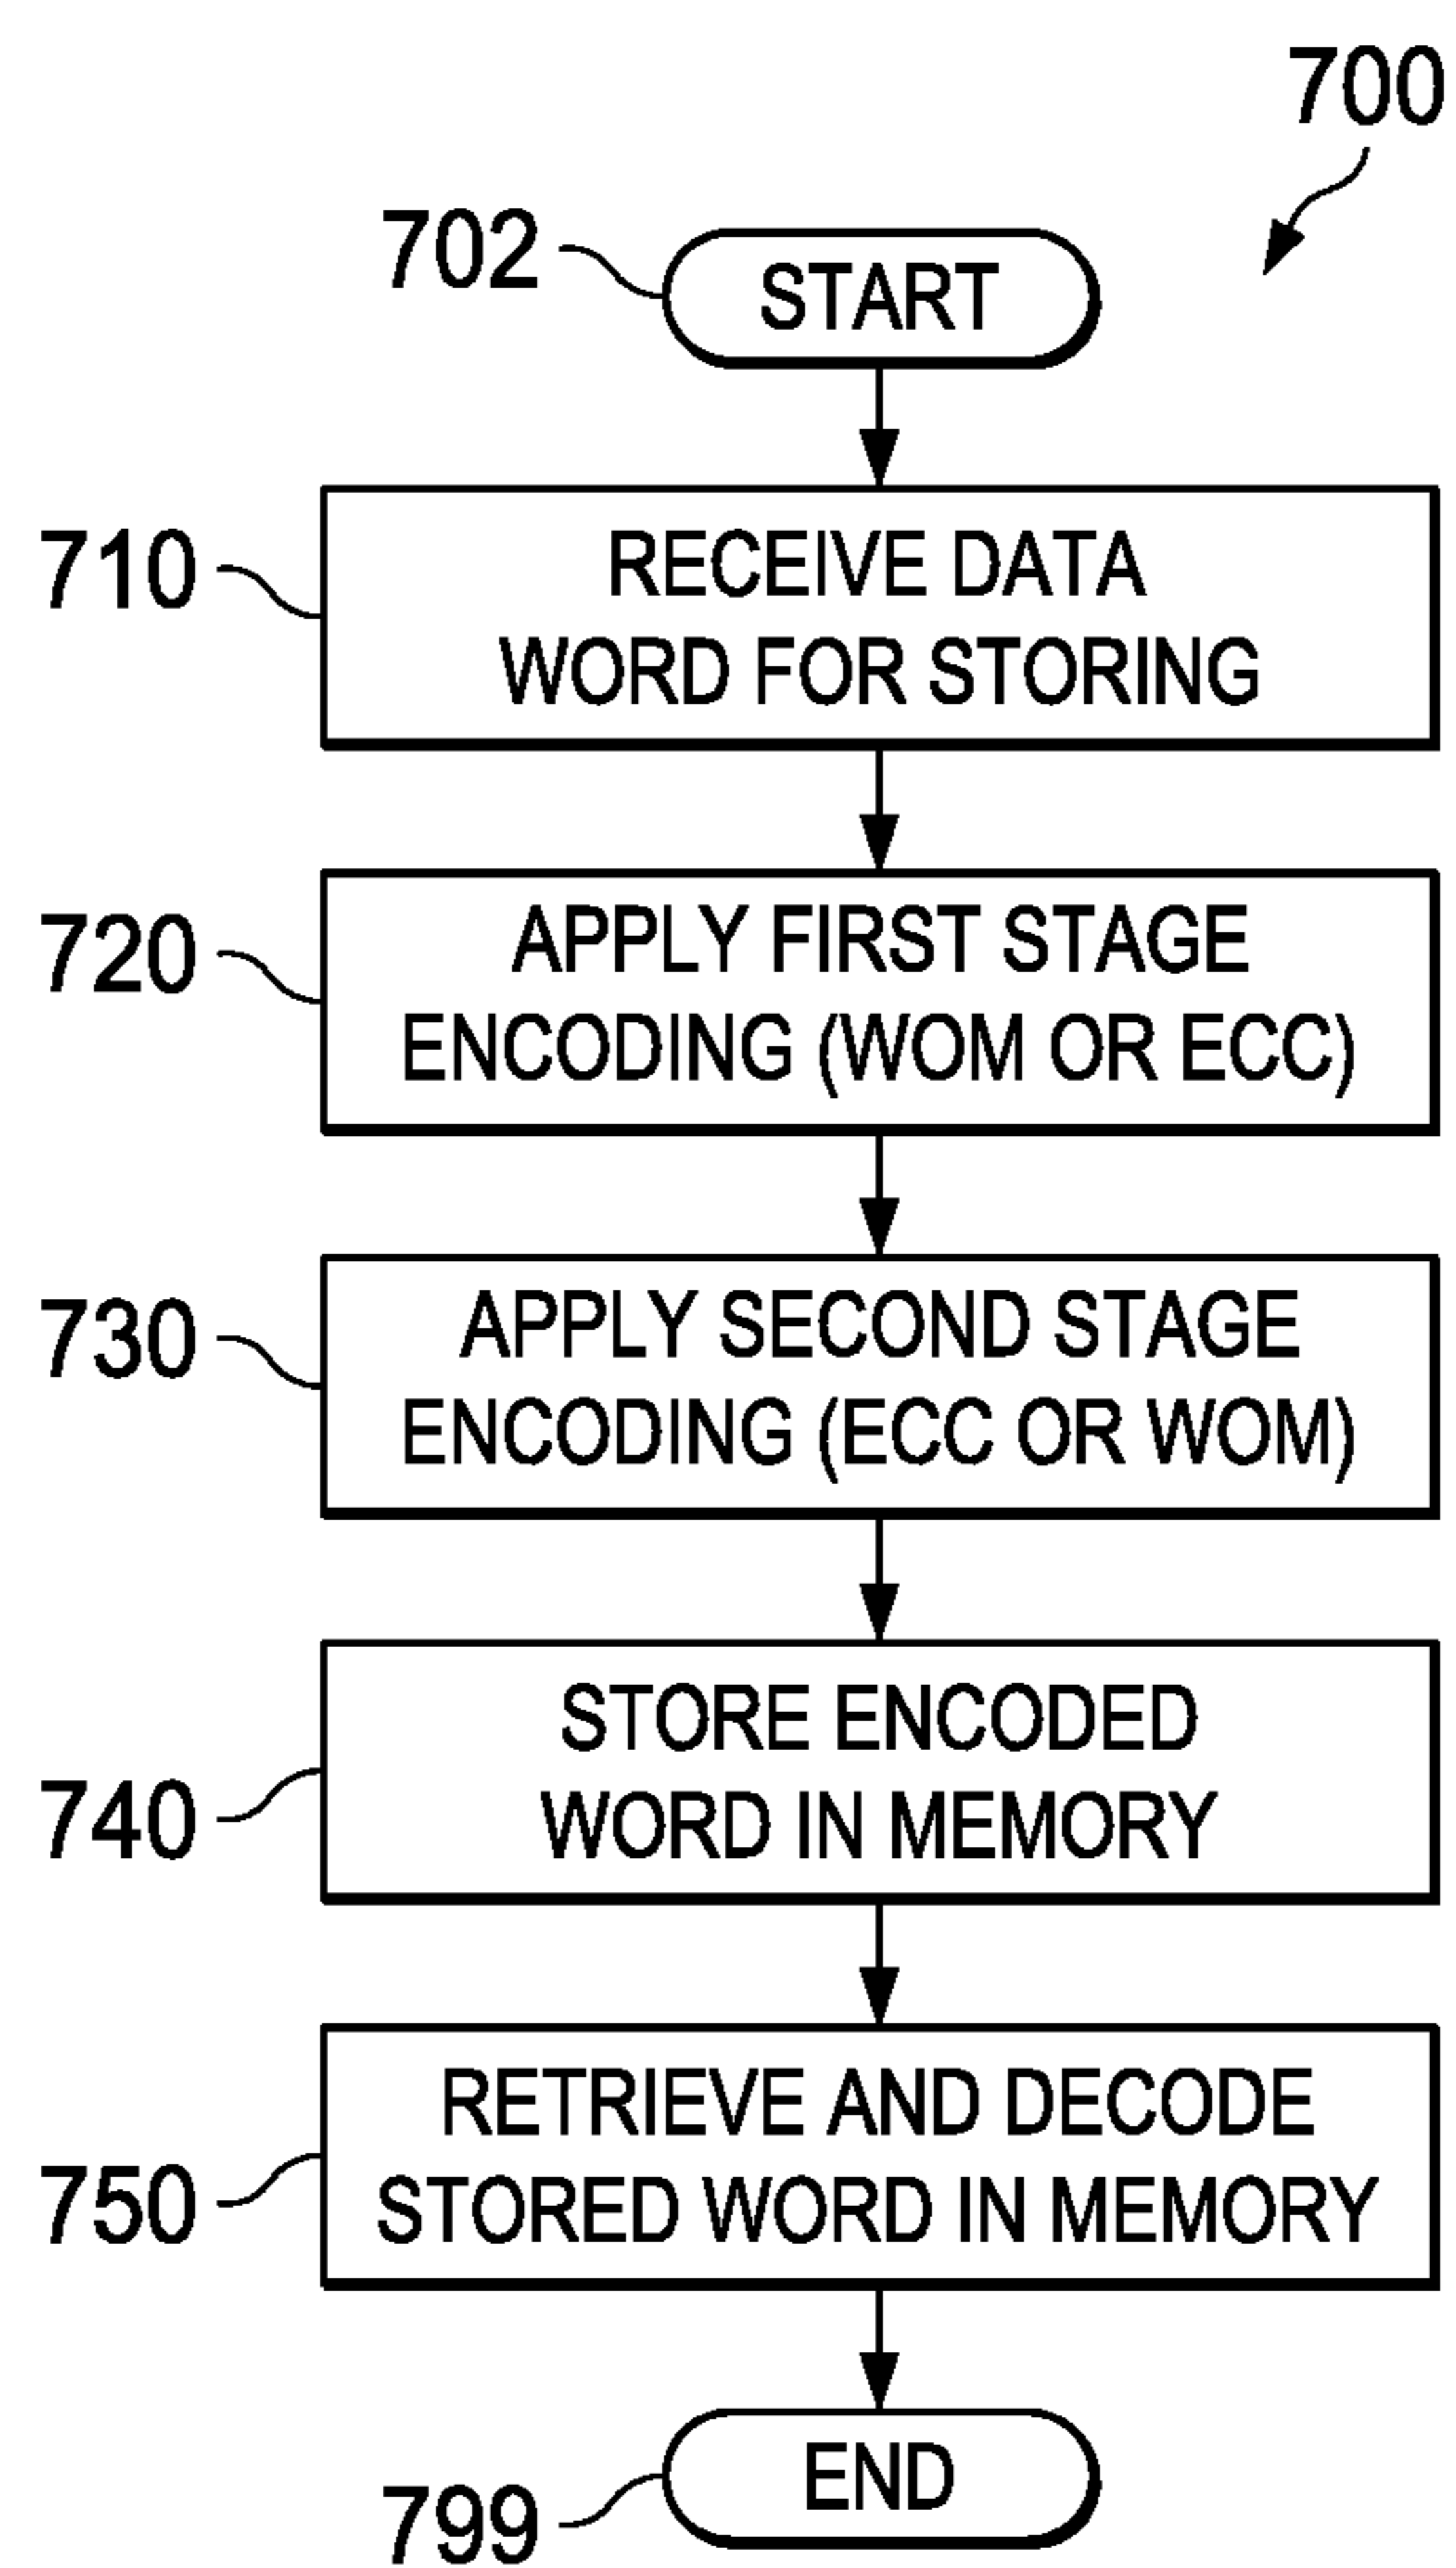 700
702
START
710
RECEIVE DATA
WORD FOR STORING
720
APPLY FIRST STAGE
ENCODING (WOM OR ECC)
730
APPLY SECOND STAGE
ENCODING (ECC OR WOM)
740
STORE ENCODED
WORD IN MEMORY
750
RETRIEVE AND DECODE
STORED WORD IN MEMORY
799
END